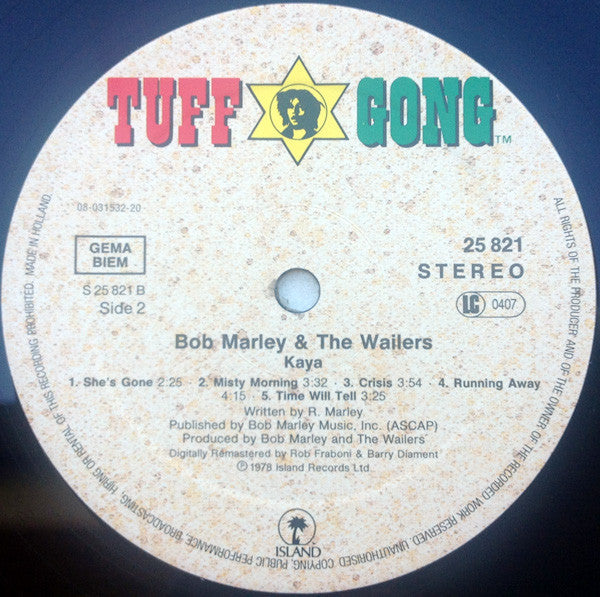 TUFF GONG™
08-031532-20
GEMA
BIEM
25 821
STEREO
S 25 821 B
Side 2
LC 0407
Bob Marley & The Wailers
Kaya
1. She's Gone 2:25 · 2. Misty Morning 3:32 · 3. Crisis 3:54 · 4. Running Away
4:15 · 5. Time Will Tell 3:25
Written by R. Marley
Published by Bob Marley Music, Inc. (ASCAP)
Produced by Bob Marley and The Wailers
Digitally Remastered by Rob Fraboni & Barry Diament
℗ 1978 Island Records Ltd.
ISLAND
ALL RIGHTS OF THE PRODUCER AND OF THE OWNER OF THE RECORDED WORK RESERVED. UNAUTHORISED COPYING, PUBLIC PERFORMANCE, BROADCASTING, HIRING OR RENTAL OF THIS RECORDING PROHIBITED. MADE IN HOLLAND.